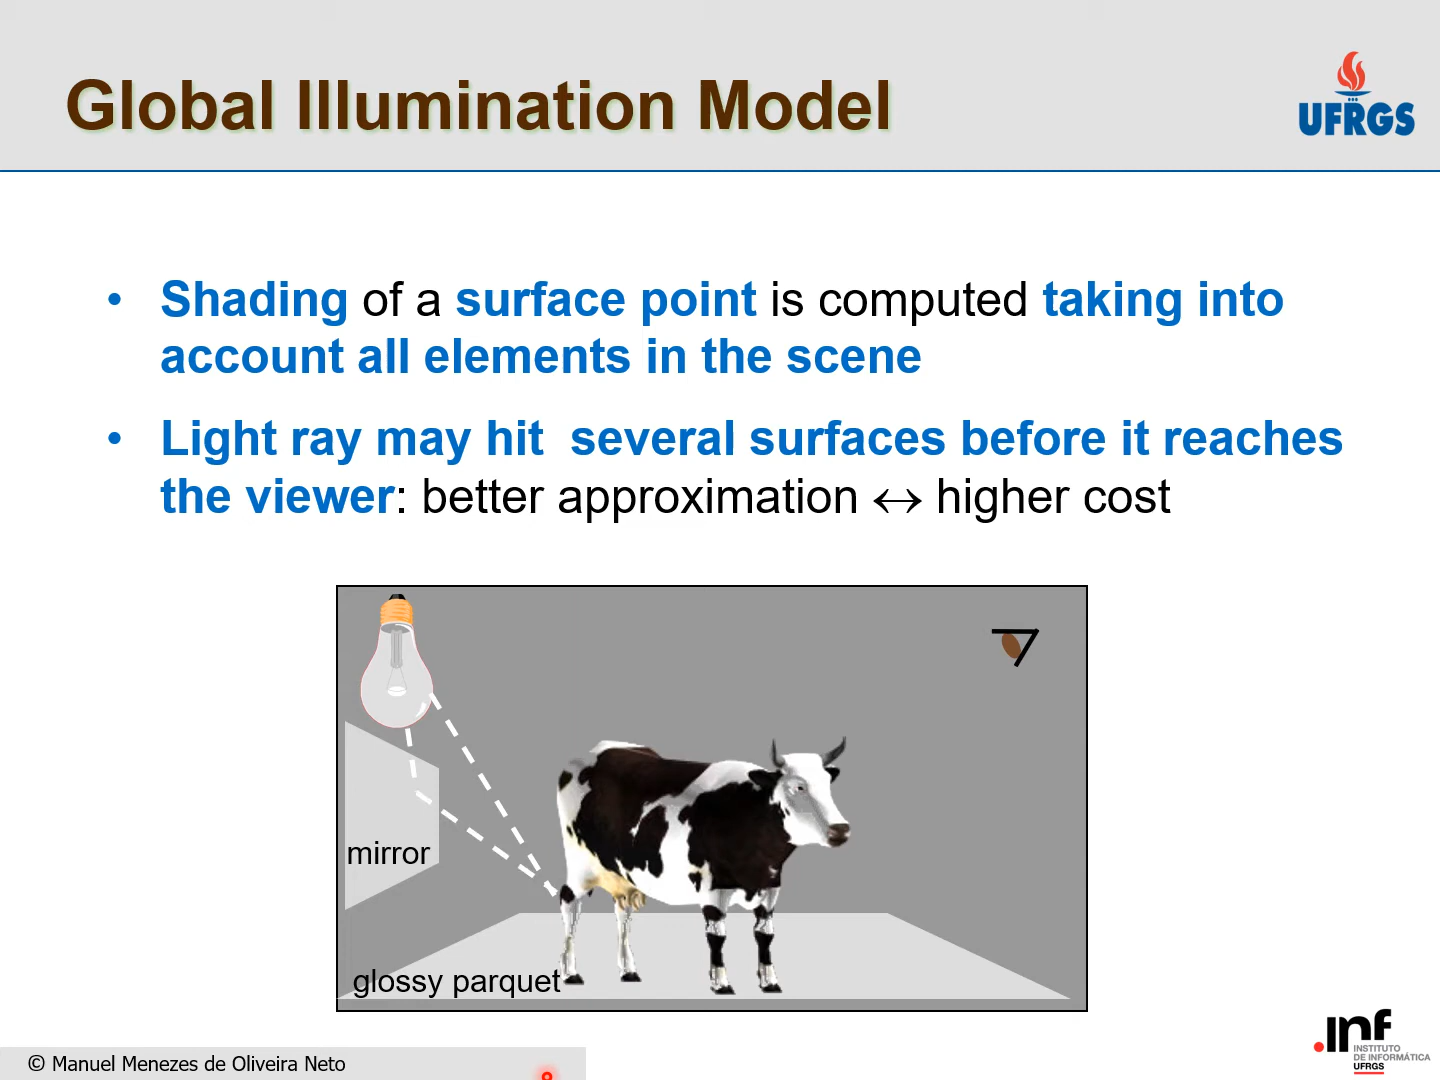 Global Illumination Model
UFRGS
• Shading of a surface point is computed taking into
account all elements in the scene
• Light ray may hit  several surfaces before it reaches
the viewer: better approximation ↔ higher cost
mirror
glossy parquet
.inf
INSTITUTO
DE INFORMÁTICA
UFRGS
© Manuel Menezes de Oliveira Neto